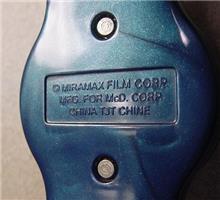 © MIRAMAX FILM CORP.
MFG. FOR McD. CORP.
CHINA TJT CHINE